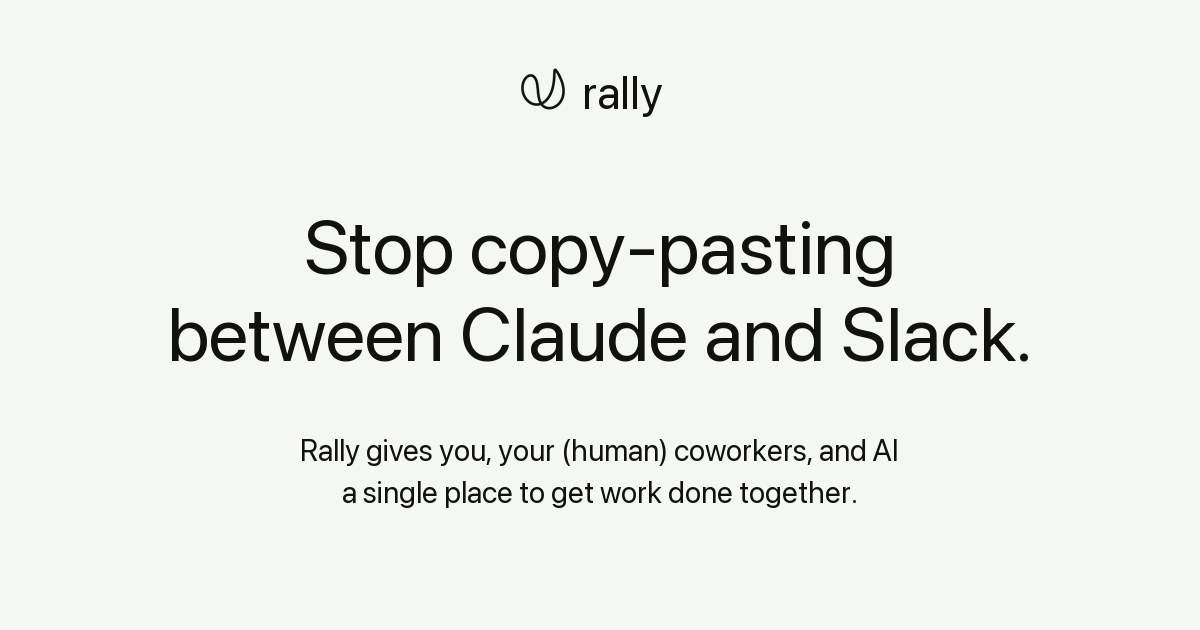 rally
Stop copy-pasting
between Claude and Slack.
Rally gives you, your (human) coworkers, and AI
a single place to get work done together.